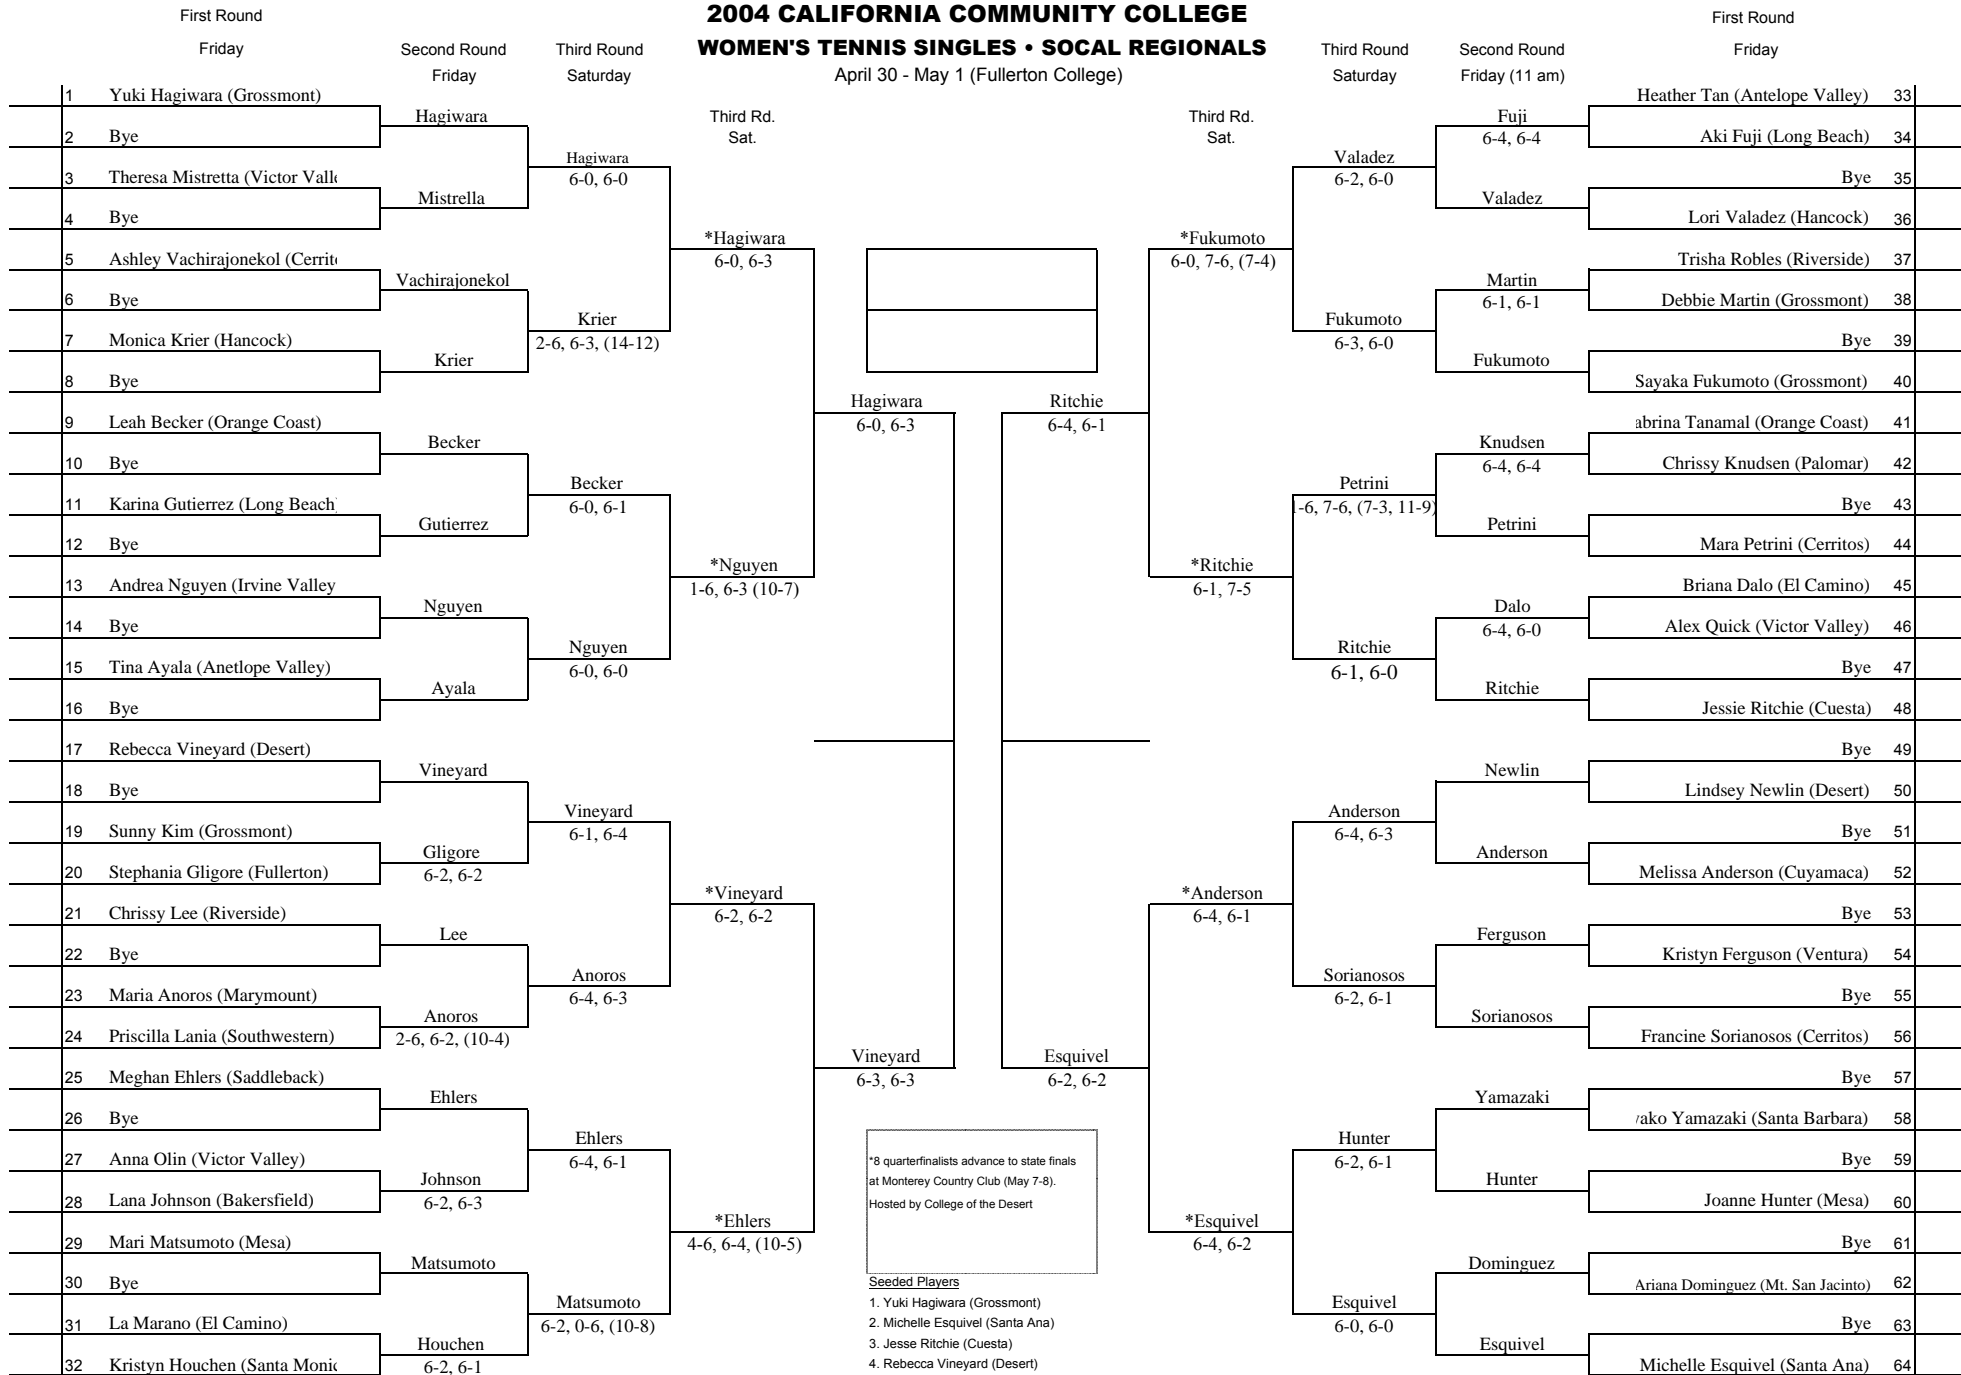 2004 CALIFORNIA COMMUNITY COLLEGE
WOMEN'S TENNIS SINGLES • SOCAL REGIONALS
April 30 - May 1 (Fullerton College)
First Round
Friday
1 Yuki Hagiwara (Grossmont)
2 Bye
3 Theresa Mistretta (Victor Valle
4 Bye
5 Ashley Vachirajonekol (Cerrito
6 Bye
7 Monica Krier (Hancock)
8 Bye
9 Leah Becker (Orange Coast)
10 Bye
11 Karina Gutierrez (Long Beach)
12 Bye
13 Andrea Nguyen (Irvine Valley
14 Bye
15 Tina Ayala (Anetlope Valley)
16 Bye
17 Rebecca Vineyard (Desert)
18 Bye
19 Sunny Kim (Grossmont)
20 Stephania Gligore (Fullerton)
21 Chrissy Lee (Riverside)
22 Bye
23 Maria Anoros (Marymount)
24 Priscilla Lania (Southwestern)
25 Meghan Ehlers (Saddleback)
26 Bye
27 Anna Olin (Victor Valley)
28 Lana Johnson (Bakersfield)
29 Mari Matsumoto (Mesa)
30 Bye
31 La Marano (El Camino)
32 Kristyn Houchen (Santa Monic
Second Round
Friday
Hagiwara
Mistrella
Vachirajonekol
Krier
Becker
Gutierrez
Nguyen
Ayala
Vineyard
Gligore
6-2, 6-2
Lee
Anoros
2-6, 6-2, (10-4)
Ehlers
Johnson
6-2, 6-3
Matsumoto
Houchen
6-2, 6-1
Third Round
Saturday
Hagiwara
6-0, 6-0
Krier
2-6, 6-3, (14-12)
Becker
6-0, 6-1
Nguyen
6-0, 6-0
Vineyard
6-1, 6-4
Anoros
6-4, 6-3
Ehlers
6-4, 6-1
Matsumoto
6-2, 0-6, (10-8)
Third Rd.
Sat.
*Hagiwara
6-0, 6-3
*Nguyen
1-6, 6-3 (10-7)
*Vineyard
6-2, 6-2
*Ehlers
4-6, 6-4, (10-5)
Hagiwara
6-0, 6-3
Vineyard
6-3, 6-3
*8 quarterfinalists advance to state finals
at Monterey Country Club (May 7-8).
Hosted by College of the Desert
Seeded Players
1. Yuki Hagiwara (Grossmont)
2. Michelle Esquivel (Santa Ana)
3. Jesse Ritchie (Cuesta)
4. Rebecca Vineyard (Desert)
Ritchie
6-4, 6-1
Esquivel
6-2, 6-2
Third Rd.
Sat.
*Fukumoto
6-0, 7-6, (7-4)
*Ritchie
6-1, 7-5
*Anderson
6-4, 6-1
*Esquivel
6-4, 6-2
Third Round
Saturday
Valadez
6-2, 6-0
Fukumoto
6-3, 6-0
Petrini
1-6, 7-6, (7-3, 11-9)
Ritchie
6-1, 6-0
Anderson
6-4, 6-3
Sorianosos
6-2, 6-1
Hunter
6-2, 6-1
Esquivel
6-0, 6-0
Second Round
Friday (11 am)
Fuji
6-4, 6-4
Valadez
Martin
6-1, 6-1
Fukumoto
Knudsen
6-4, 6-4
Petrini
Dalo
6-4, 6-0
Ritchie
Newlin
Anderson
Ferguson
Sorianosos
Yamazaki
Hunter
Dominguez
Esquivel
First Round
Friday
Heather Tan (Antelope Valley) 33
Aki Fuji (Long Beach) 34
Bye 35
Lori Valadez (Hancock) 36
Trisha Robles (Riverside) 37
Debbie Martin (Grossmont) 38
Bye 39
Sayaka Fukumoto (Grossmont) 40
abrina Tanamal (Orange Coast) 41
Chrissy Knudsen (Palomar) 42
Bye 43
Mara Petrini (Cerritos) 44
Briana Dalo (El Camino) 45
Alex Quick (Victor Valley) 46
Bye 47
Jessie Ritchie (Cuesta) 48
Bye 49
Lindsey Newlin (Desert) 50
Bye 51
Melissa Anderson (Cuyamaca) 52
Bye 53
Kristyn Ferguson (Ventura) 54
Bye 55
Francine Sorianosos (Cerritos) 56
Bye 57
yako Yamazaki (Santa Barbara) 58
Bye 59
Joanne Hunter (Mesa) 60
Bye 61
Ariana Dominguez (Mt. San Jacinto) 62
Bye 63
Michelle Esquivel (Santa Ana) 64